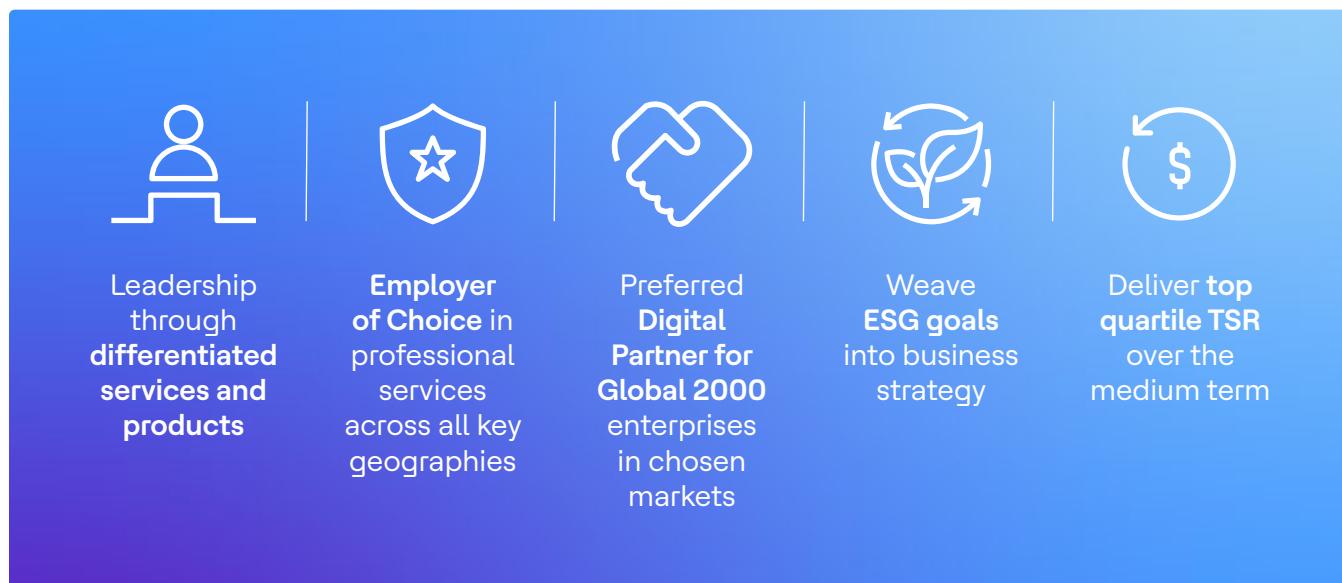 $
Leadership
through
differentiated
services and
products
Employer
of Choice in
professional
services
across all key
geographies
Preferred
Digital
Partner for
Global 2000
enterprises
in chosen
markets
Weave
ESG goals
into business
strategy
Deliver top
quartile TSR
over the
medium term